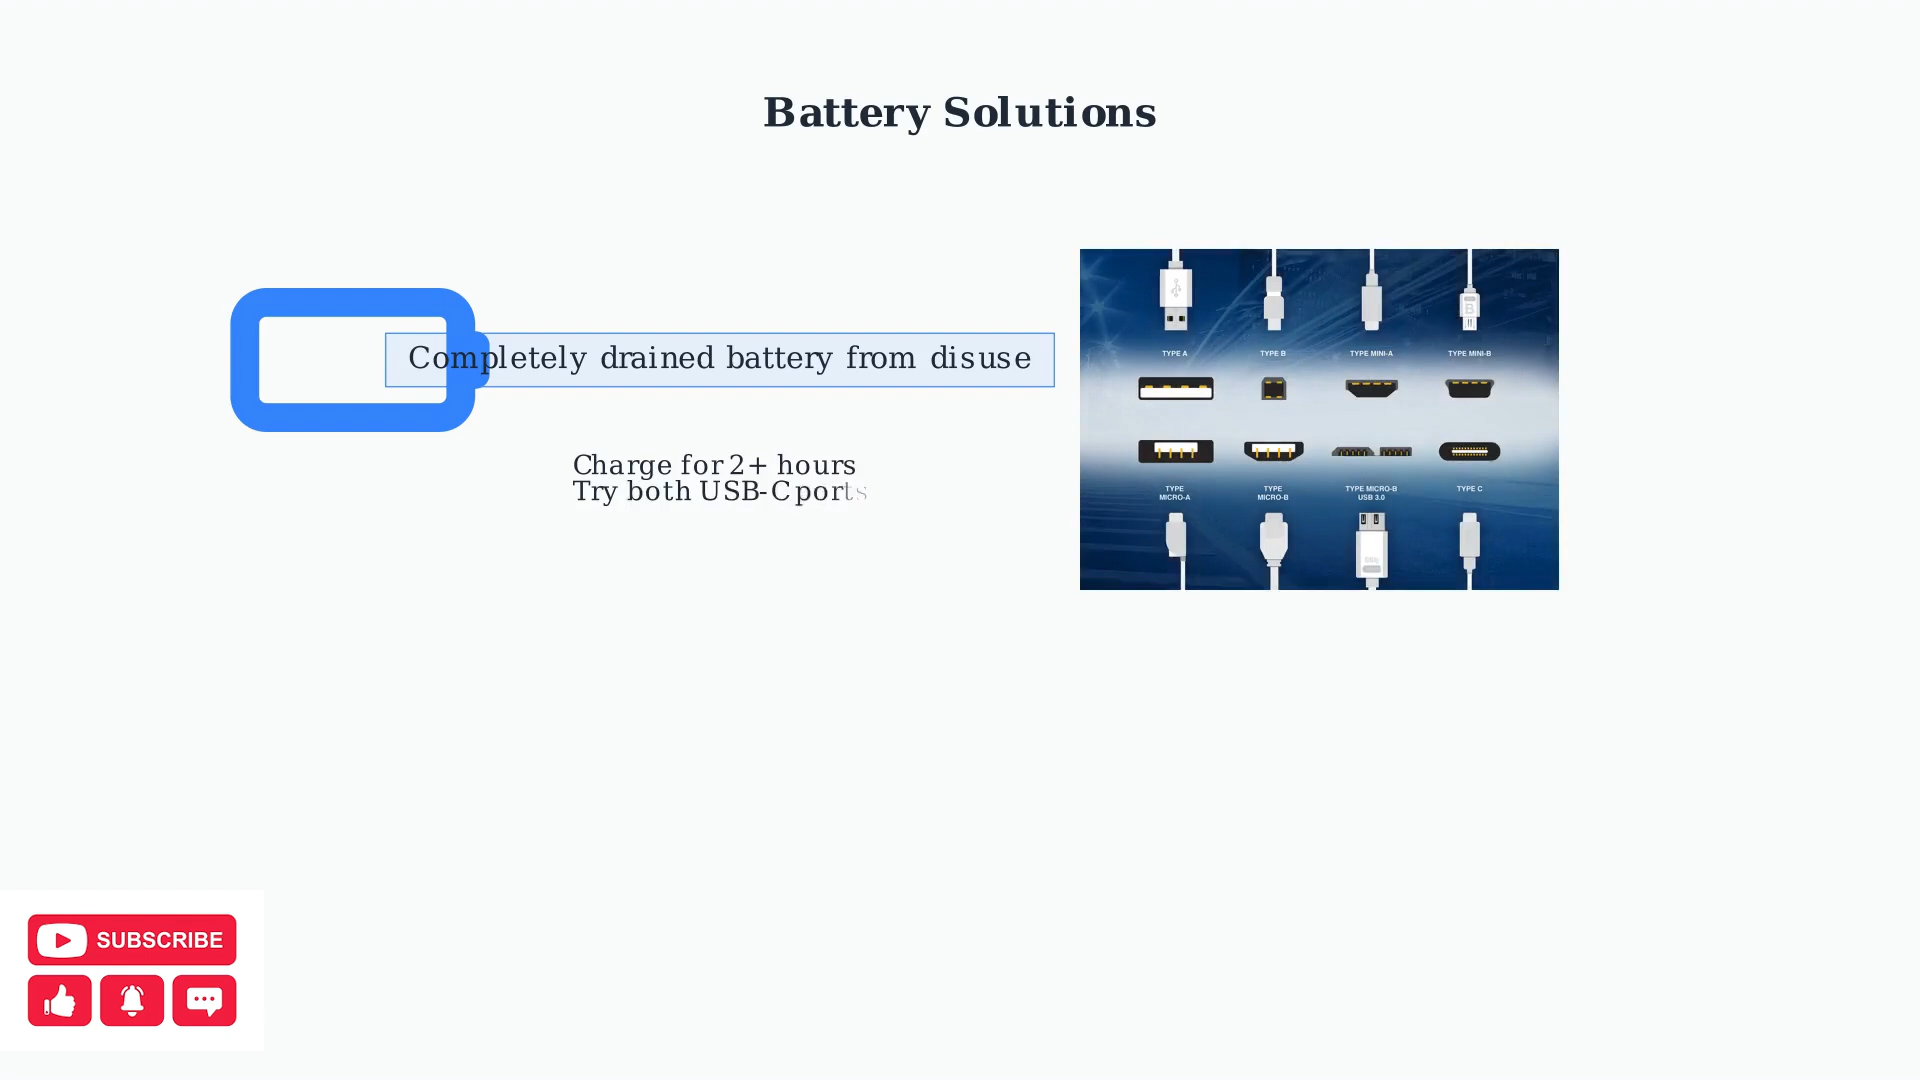 Battery Solutions
Completely drained battery from disuse
Charge for 2+ hours
Try both USB-C ports
TYPE A
TYPE B
TYPE MINI-A
TYPE MINI-B
TYPE
MICRO-A
TYPE
MICRO-B
TYPE MICRO-B
USB 3.0
TYPE C
B
SUBSCRIBE